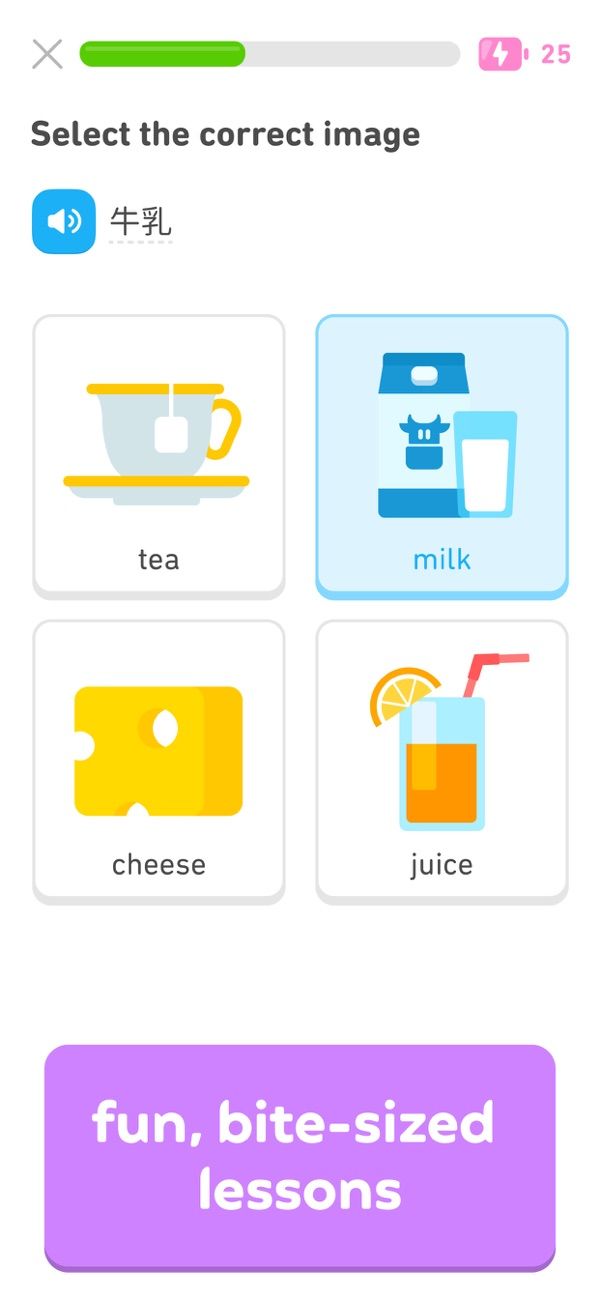 25
Select the correct image
牛乳
tea
milk
cheese
juice
fun, bite-sized
lessons